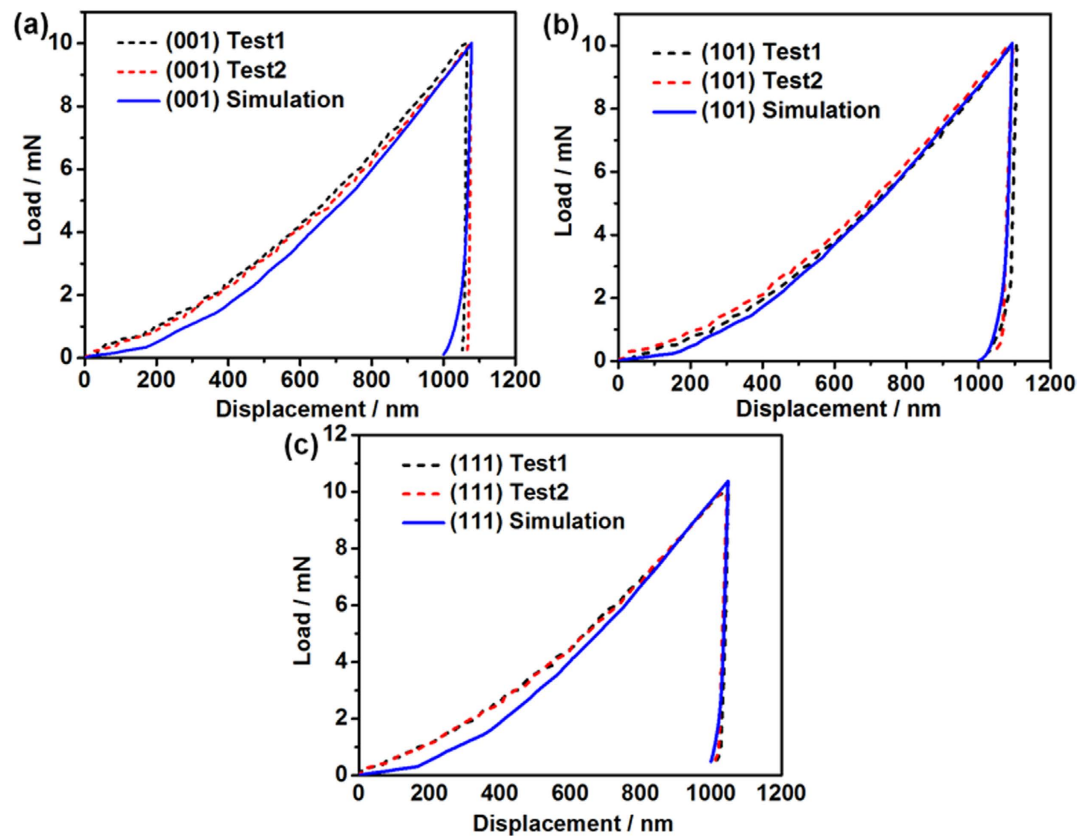 (a)
(001) Test1
(001) Test2
(001) Simulation
Load / mN
10
8
6
4
2
0
0 200 400 600 800 1000 1200
Displacement / nm
(b)
(101) Test1
(101) Test2
(101) Simulation
Load / mN
10
8
6
4
2
0
0 200 400 600 800 1000 1200
Displacement / nm
(c)
(111) Test1
(111) Test2
(111) Simulation
Load / mN
12
10
8
6
4
2
0
0 200 400 600 800 1000 1200
Displacement / nm